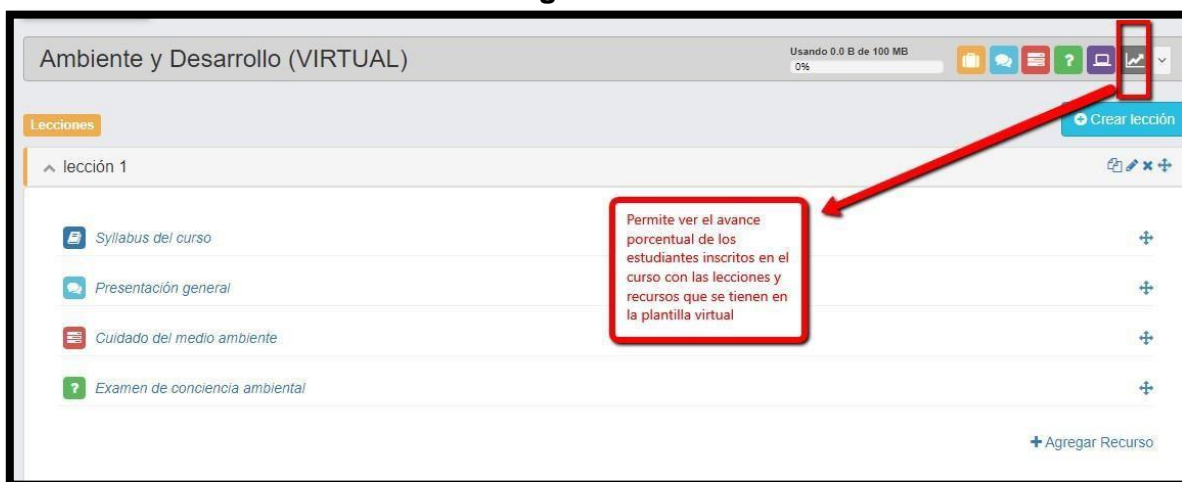 Ambiente y Desarrollo (VIRTUAL)
Usando 0.0 B de 100 MB
0%
Lecciones
Crear lección
lección 1
Syllabus del curso
Presentación general
Cuidado del medio ambiente
Examen de conciencia ambiental
Permite ver el avance
porcentual de los
estudiantes inscritos en el
curso con las lecciones y
recursos que se tienen en
la plantilla virtual
Agregar Recurso